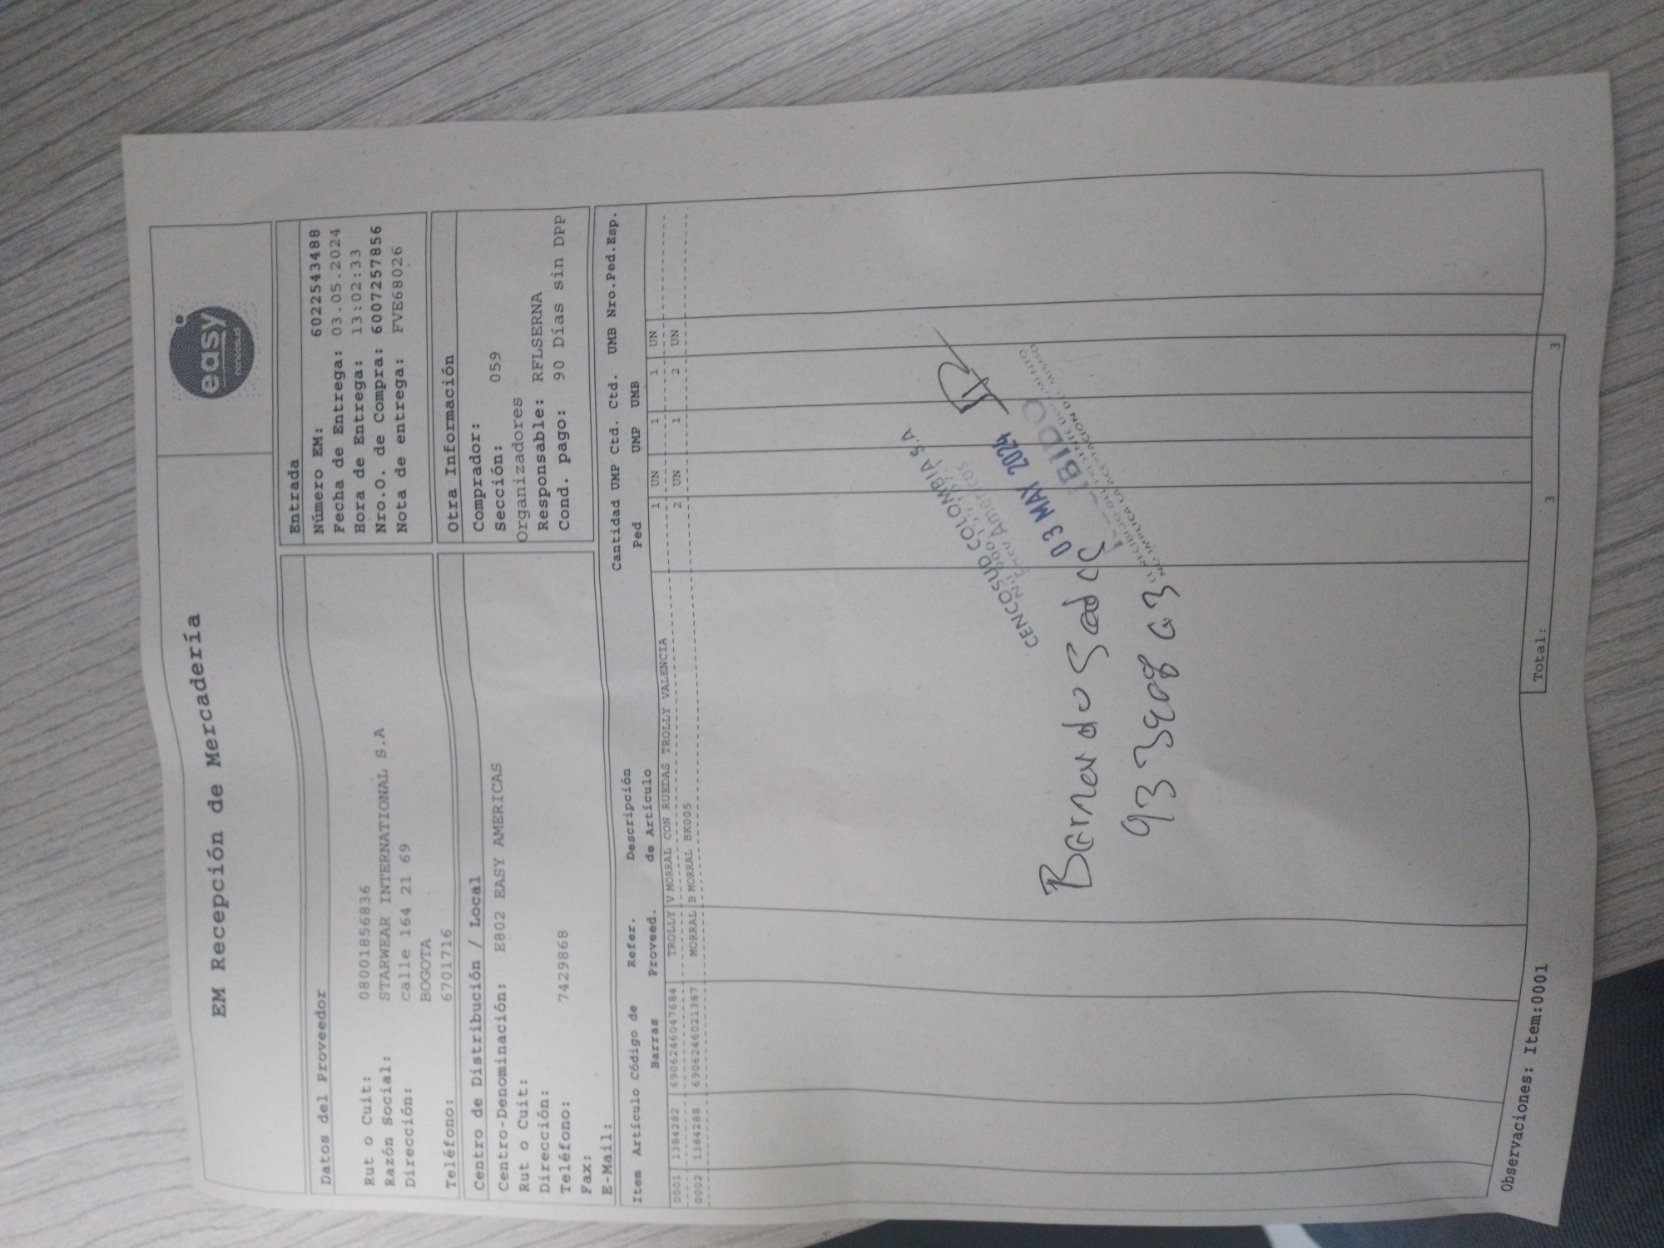 EM Recepción de Mercadería
easy
cencosud
Datos del Proveedor
Rut o Cuit: 08001856836
Razón Social: STARWEAR INTERNATIONAL S.A
Dirección: calle 164 21 69
BOGOTA
Teléfono: 6701716
Entrada
Número EM: 6022543488
Fecha de Entrega: 03.05.2024
Hora de Entrega: 13:02:33
Nro.O. de Compra: 6007257856
Nota de entrega: FVE68026
Centro de Distribución / Local
Centro-Denominación: E802 EASY AMERICAS
Rut o Cuit:
Dirección:
Teléfono: 7429868
Fax:
E-Mail:
Otra Información
Comprador:
Sección: 059
Organizadores
Responsable: RFLSERNA
Cond. pago: 90 Días sin DPP
Item Artículo Código de Refer. Descripción Cantidad UMP Ctd. Ctd. UMB Nro.Ped.Esp.
Barras Proveed. de Artículo Ped UMP UMB
0001 1384282 6906246047684 TROLLY V MORRAL CON RUEDAS TROLLY VALENCIA 1 UN 1 1 UN
0002 1384288 6906246021387 MORRAL B MORRAL BK005 2 UN 1 2 UN
CENCOSUD COLOMBIA S.A
03 MAY 2024
NO IMPLICA
Bernardo
Total: 3 3
Observaciones: Item:0001